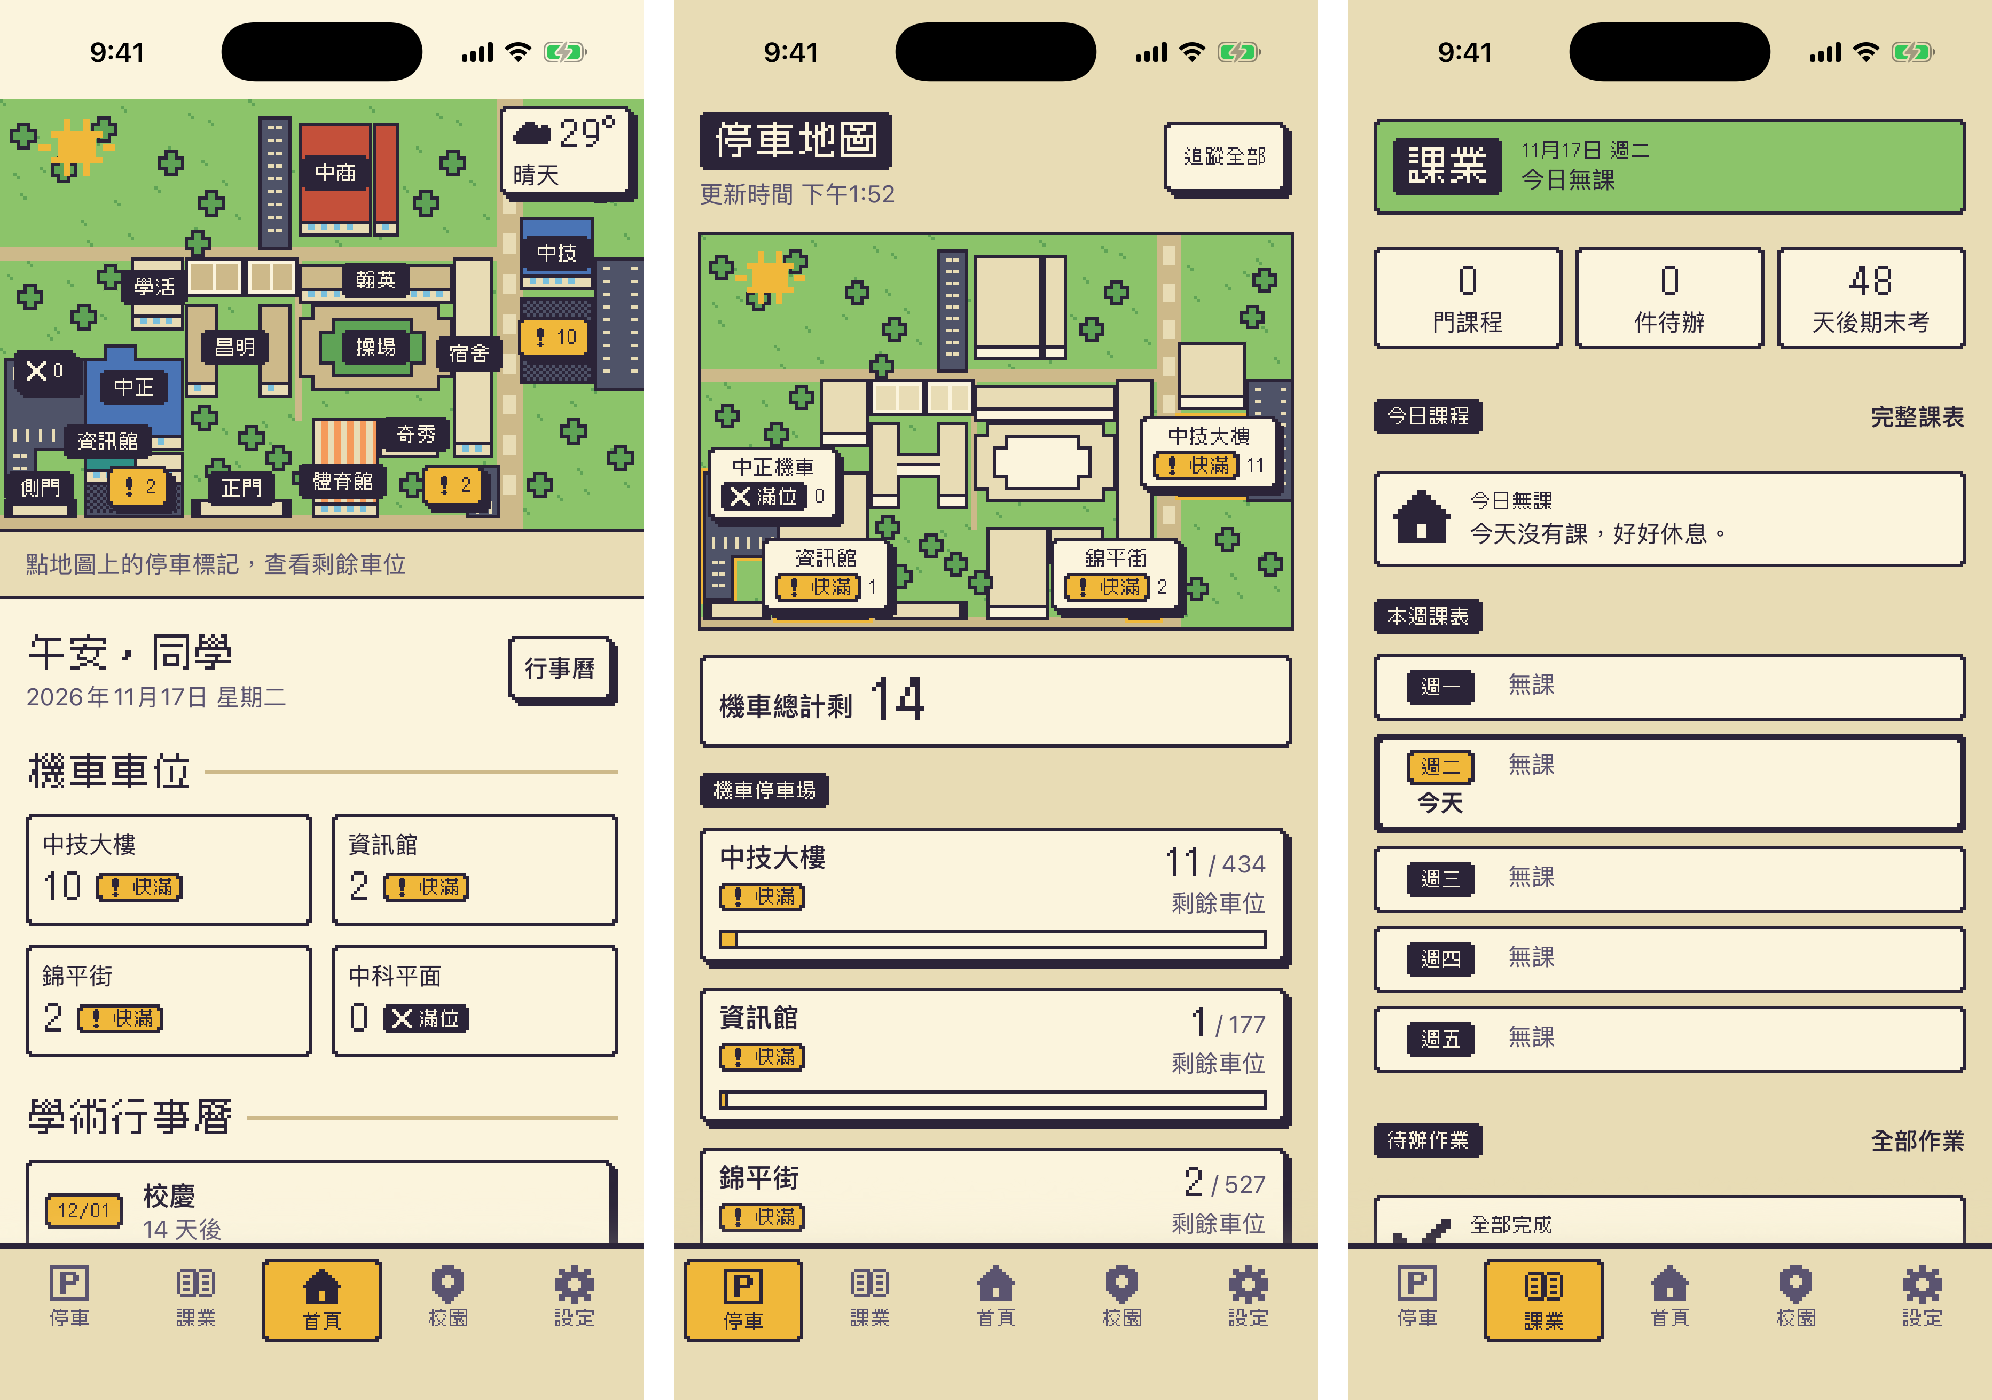 9:41
29°
晴天
中商
中技
學活
翰英
昌明
操場
宿舍
! 10
X 0
中正
資訊館
奇秀
側門
! 2
正門
體育館
! 2
點地圖上的停車標記，查看剩餘車位
午安，同學
2026年11月17日 星期二
行事曆
機車車位
中技大樓
10 ! 快滿
資訊館
2 ! 快滿
錦平街
2 ! 快滿
中科平面
0 X 滿位
學術行事曆
12/01
校慶
14 天後
停車
課業
首頁
校園
設定
9:41
停車地圖
更新時間 下午1:52
追蹤全部
中技大樓
! 快滿 11
中正機車
X 滿位 0
資訊館
! 快滿 1
錦平街
! 快滿 2
機車總計剩 14
機車停車場
中技大樓
! 快滿
11 / 434
剩餘車位
資訊館
! 快滿
1 / 177
剩餘車位
錦平街
! 快滿
2 / 527
剩餘車位
停車
課業
首頁
校園
設定
9:41
課業
11月17日 週二
今日無課
0
門課程
0
件待辦
48
天後期末考
今日課程
完整課表
今日無課
今天沒有課，好好休息。
本週課表
週一 無課
週二 無課
今天
週三 無課
週四 無課
週五 無課
待辦作業
全部作業
全部完成
停車
課業
首頁
校園
設定